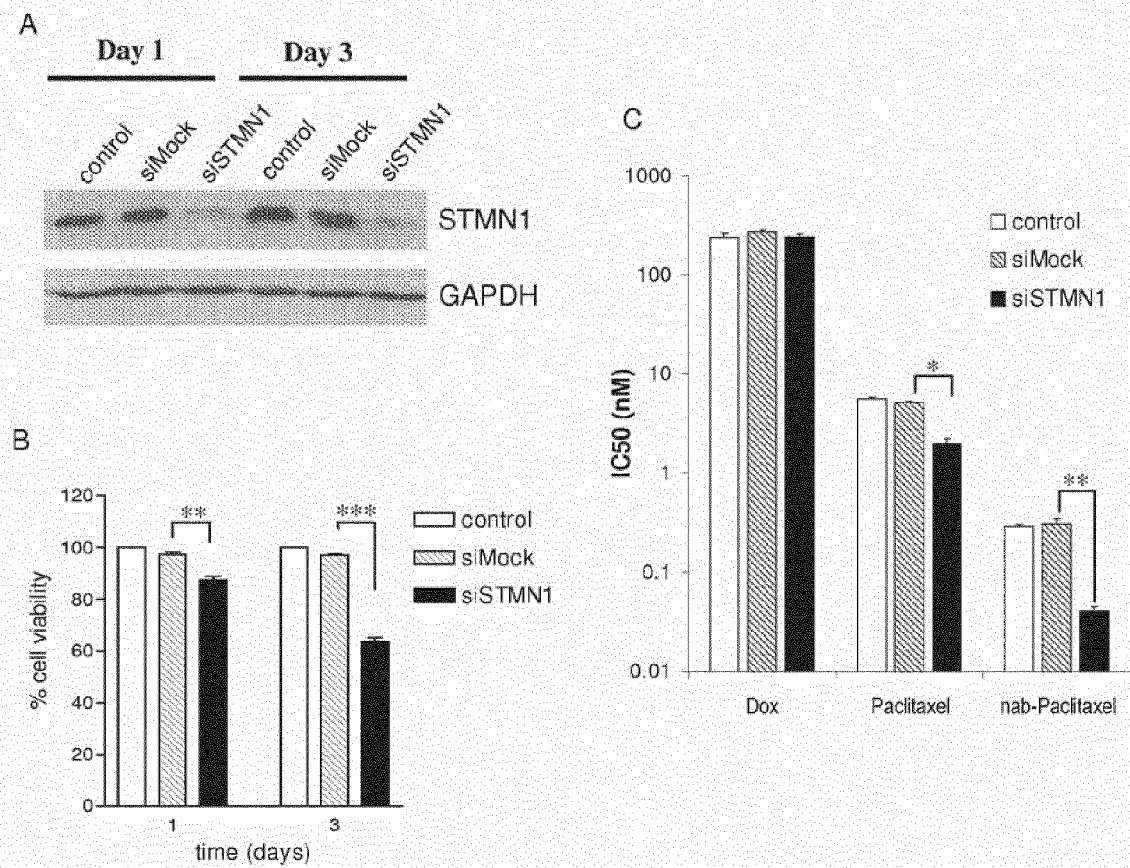 A
Day 1 Day 3
control siMock siSTMN1 control siMock siSTMN1
STMN1
GAPDH
B
120
100
80
60
40
20
0
% cell viability
** ***
1 3
time (days)
control
siMock
siSTMN1
C
1000
100
10
1
0.1
0.01
IC50 (nM)
control
siMock
siSTMN1
*
**
Dox Paclitaxel nab-Paclitaxel